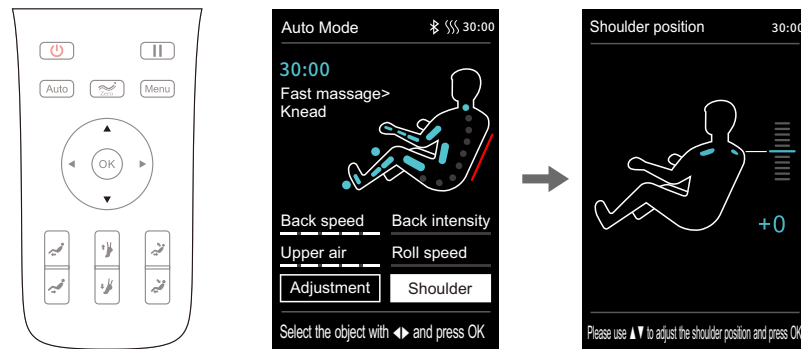 Auto
Zero
Menu
OK
Auto Mode 30:00
30:00
Fast massage>
Knead
Back speed Back intensity
Upper air Roll speed
Adjustment Shoulder
Select the object with ◀▶ and press OK
Shoulder position 30:00
+0
Please use ▲▼ to adjust the shoulder position and press OK